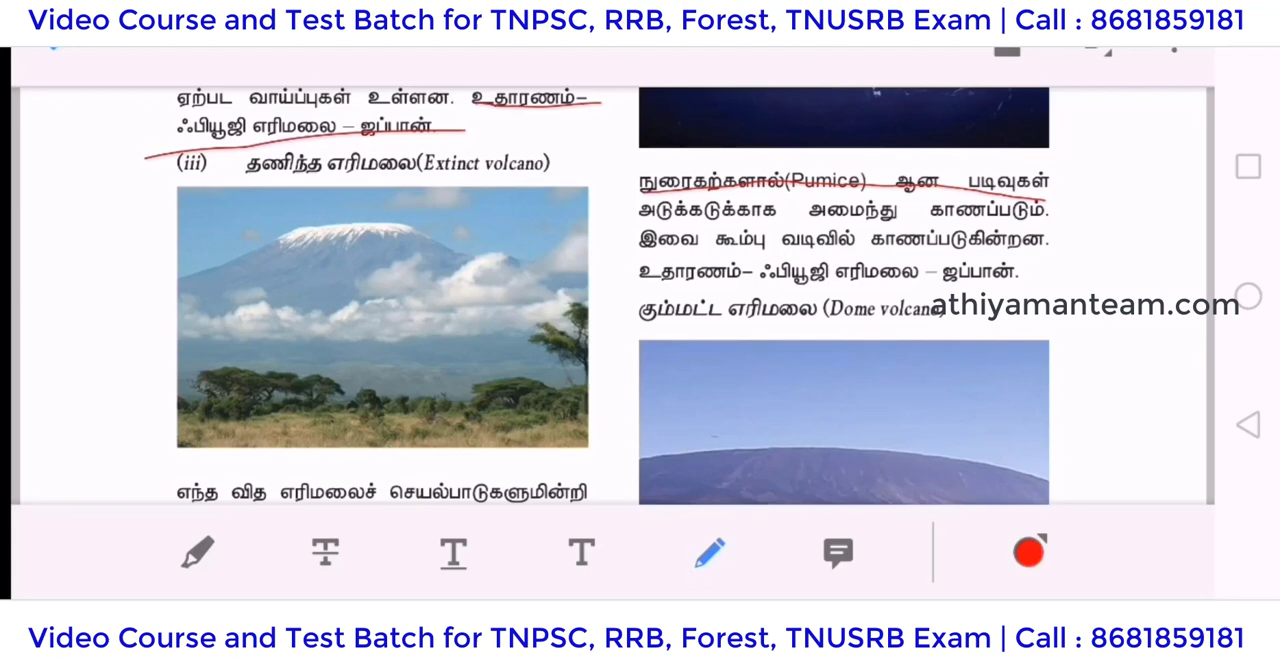 Video Course and Test Batch for TNPSC, RRB, Forest, TNUSRB Exam | Call : 8681859181
ஏற்பட வாய்ப்புகள் உள்ளன. உதாரணம்–
ஃபியூஜி எரிமலை – ஜப்பான்.
(iii) தணிந்த எரிமலை(Extinct volcano)
எந்த வித எரிமலைச் செயல்பாடுகளுமின்றி
நுரைகற்களால்(Pumice) ஆன படிவுகள்
அடுக்கடுக்காக அமைந்து காணப்படும்.
இவை கூம்பு வடிவில் காணப்படுகின்றன.
உதாரணம்– ஃபியூஜி எரிமலை – ஜப்பான்.
கும்மட்ட எரிமலை (Dome volcano)
athiyamanteam.com
Video Course and Test Batch for TNPSC, RRB, Forest, TNUSRB Exam | Call : 8681859181